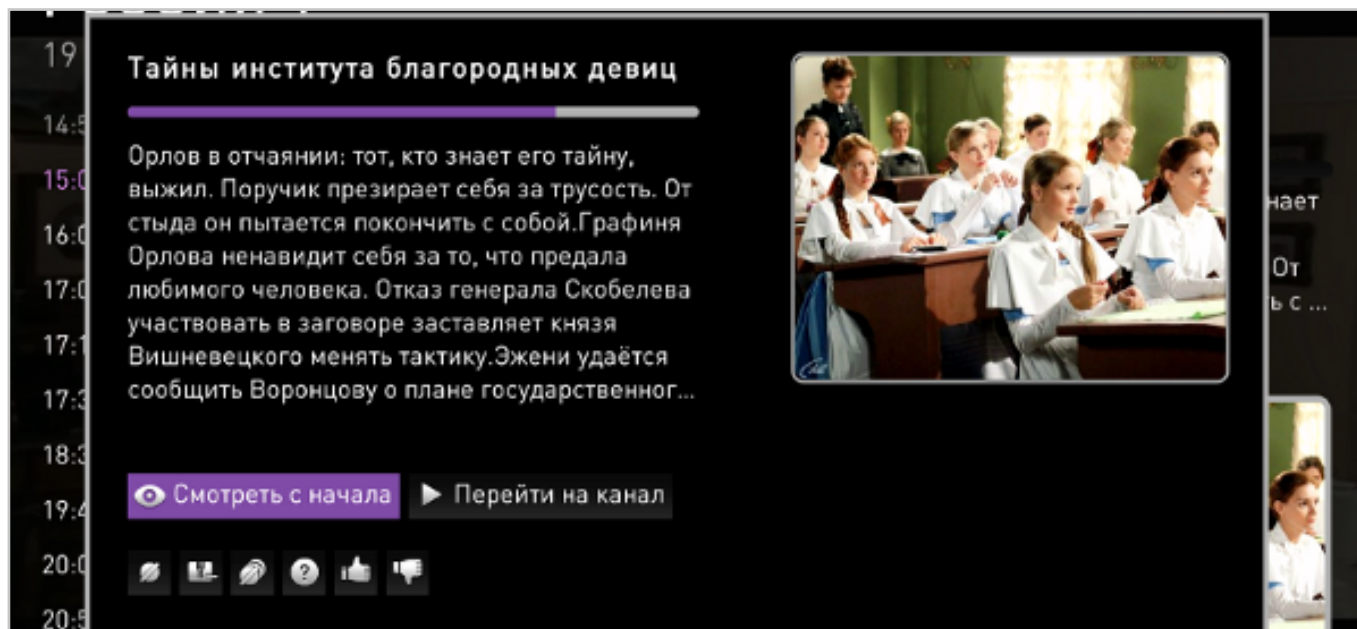 19
Тайны института благородных девиц
14:5
Орлов в отчаянии: тот, кто знает его тайну,
15:0
выжил. Поручик презирает себя за трусость. От
нает
стыда он пытается покончить с собой.Графиня
16:0
Орлова ненавидит себя за то, что предала
От
17:0
любимого человека. Отказ генерала Скобелева
ь с ...
участвовать в заговоре заставляет князя
17:1
Вишневецкого менять тактику.Эжени удаётся
сообщить Воронцову о плане государственног...
17:3
18:3
Смотреть с начала
Перейти на канал
19:4
20:0
20:5